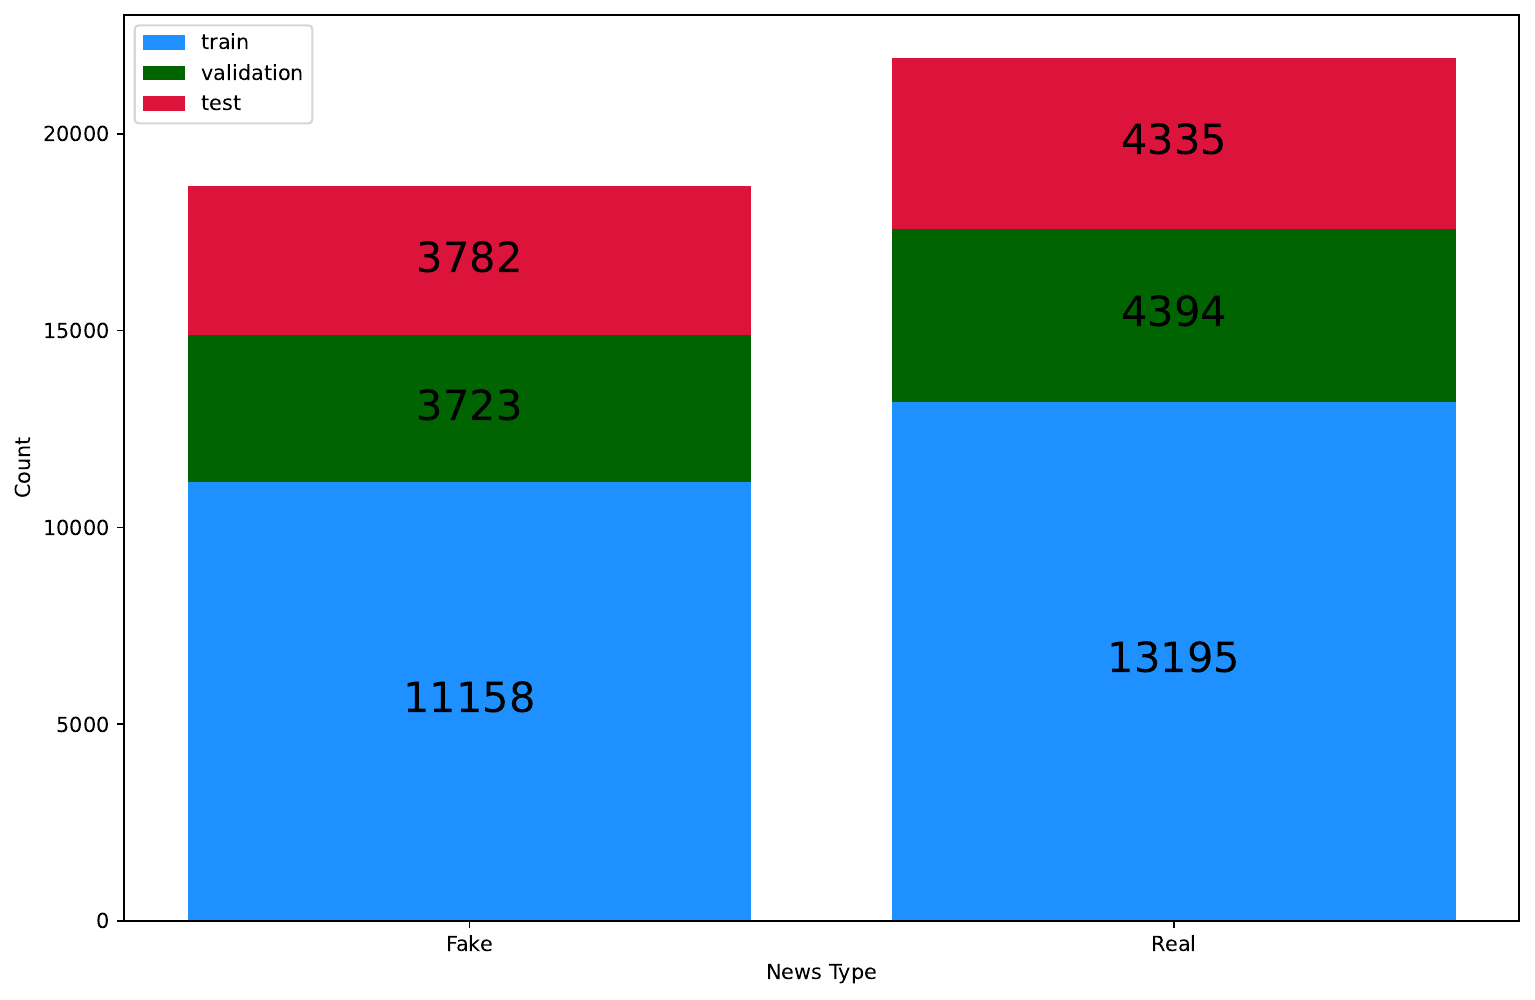 train
validation
test
20000
15000
10000
5000
0
Count
3782
3723
11158
4335
4394
13195
Fake
Real
News Type